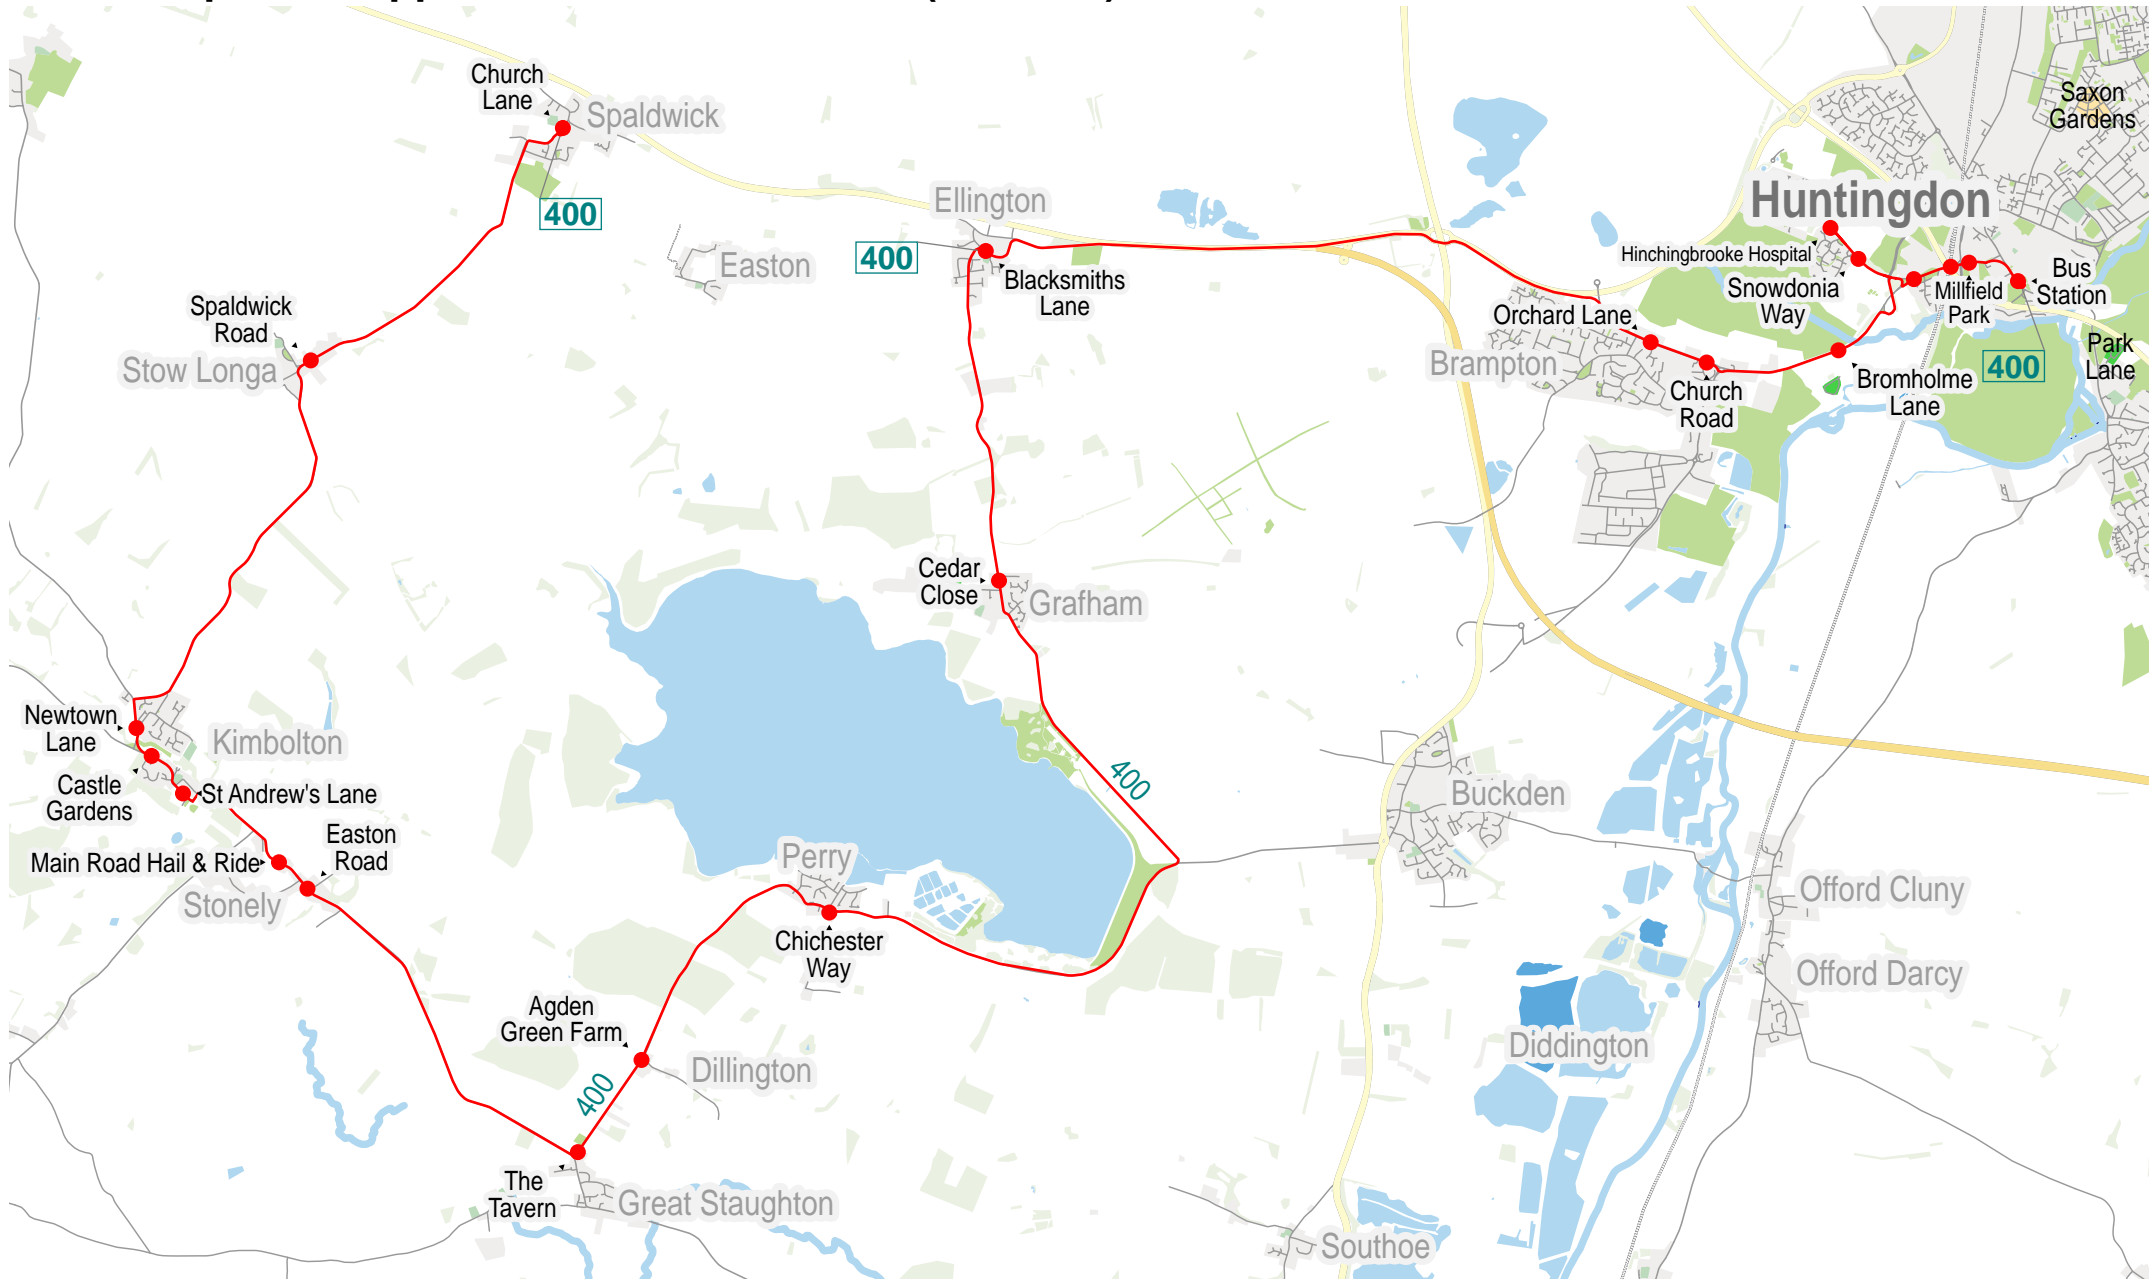 Church
Lane
Spaldwick
400
Saxon
Gardens
Ellington
400
Easton
Blacksmiths
Lane
Huntingdon
Hinchingbrooke Hospital
Snowdonia
Way
Millfield
Park
Bus
Station
Orchard Lane
Brampton
Church
Road
Bromholme
Lane
400
Park
Lane
Spaldwick
Road
Stow Longa
Cedar
Close
Grafham
Newtown
Lane
Kimbolton
Castle
Gardens
St Andrew's Lane
Easton
Road
Main Road Hail & Ride
Stonely
400
Buckden
Perry
Chichester
Way
Offord Cluny
Offord Darcy
Agden
Green Farm
Dillington
400
Diddington
The
Tavern
Great Staughton
Southoe